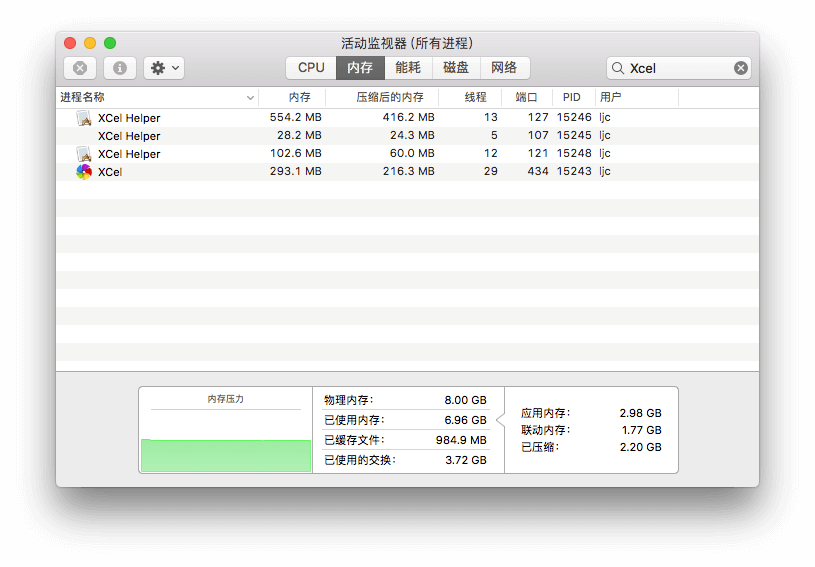 活动监视器 (所有进程)
CPU 内存 能耗 磁盘 网络 Xcel
进程名称 内存 压缩后的内存 线程 端口 PID 用户
XCel Helper 554.2 MB 416.2 MB 13 127 15246 ljc
XCel Helper 28.2 MB 24.3 MB 5 107 15245 ljc
XCel Helper 102.6 MB 60.0 MB 12 121 15248 ljc
XCel 293.1 MB 216.3 MB 29 434 15243 ljc
内存压力
物理内存: 8.00 GB
已使用内存: 6.96 GB
已缓存文件: 984.9 MB
已使用的交换: 3.72 GB
应用内存: 2.98 GB
联动内存: 1.77 GB
已压缩: 2.20 GB